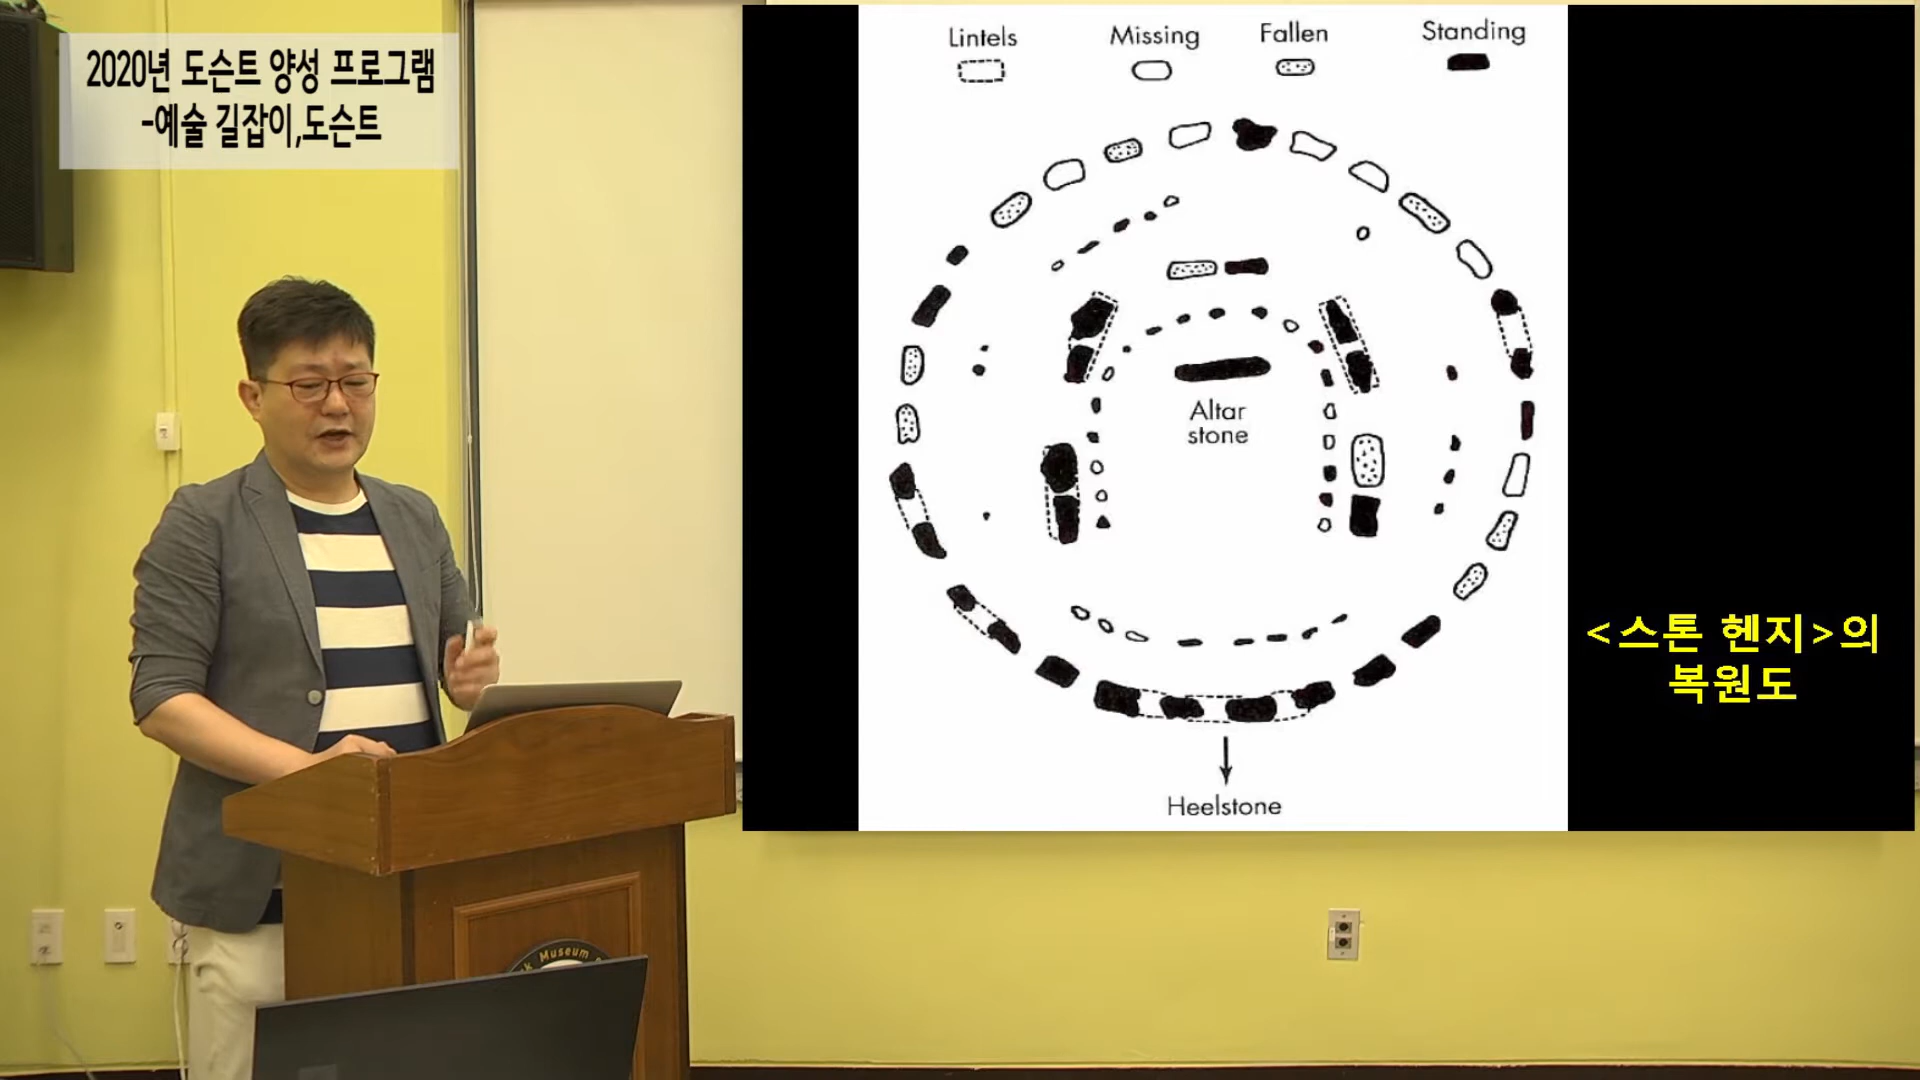 2020년 도슨트 양성 프로그램
-예술 길잡이,도슨트
Lintels Missing Fallen Standing
Altar
stone
Heelstone
<스톤 헨지>의
복원도
Museum